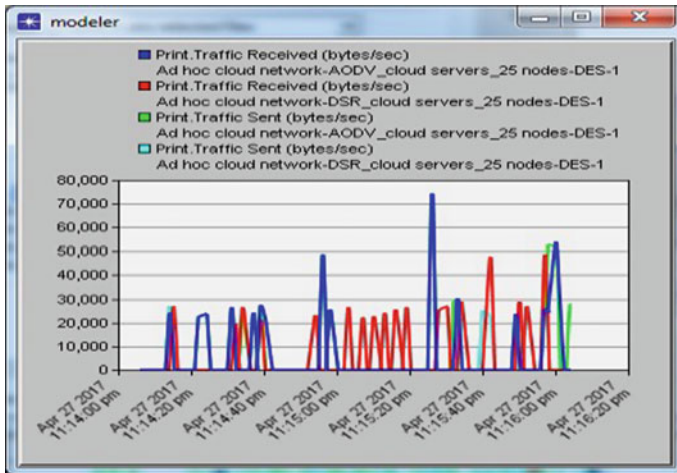 modeler
Print.Traffic Received (bytes/sec)
Ad hoc cloud network-AODV_cloud servers_25 nodes-DES-1
Print.Traffic Received (bytes/sec)
Ad hoc cloud network-DSR_cloud servers_25 nodes-DES-1
Print.Traffic Sent (bytes/sec)
Ad hoc cloud network-AODV_cloud servers_25 nodes-DES-1
Print.Traffic Sent (bytes/sec)
Ad hoc cloud network-DSR_cloud servers_25 nodes-DES-1
80,000
70,000
60,000
50,000
40,000
30,000
20,000
10,000
0
Apr 27 2017
11:14:00 pm
Apr 27 2017
11:14:20 pm
Apr 27 2017
11:14:40 pm
Apr 27 2017
11:15:00 pm
Apr 27 2017
11:15:20 pm
Apr 27 2017
11:15:40 pm
Apr 27 2017
11:16:00 pm
Apr 27 2017
11:16:20 pm